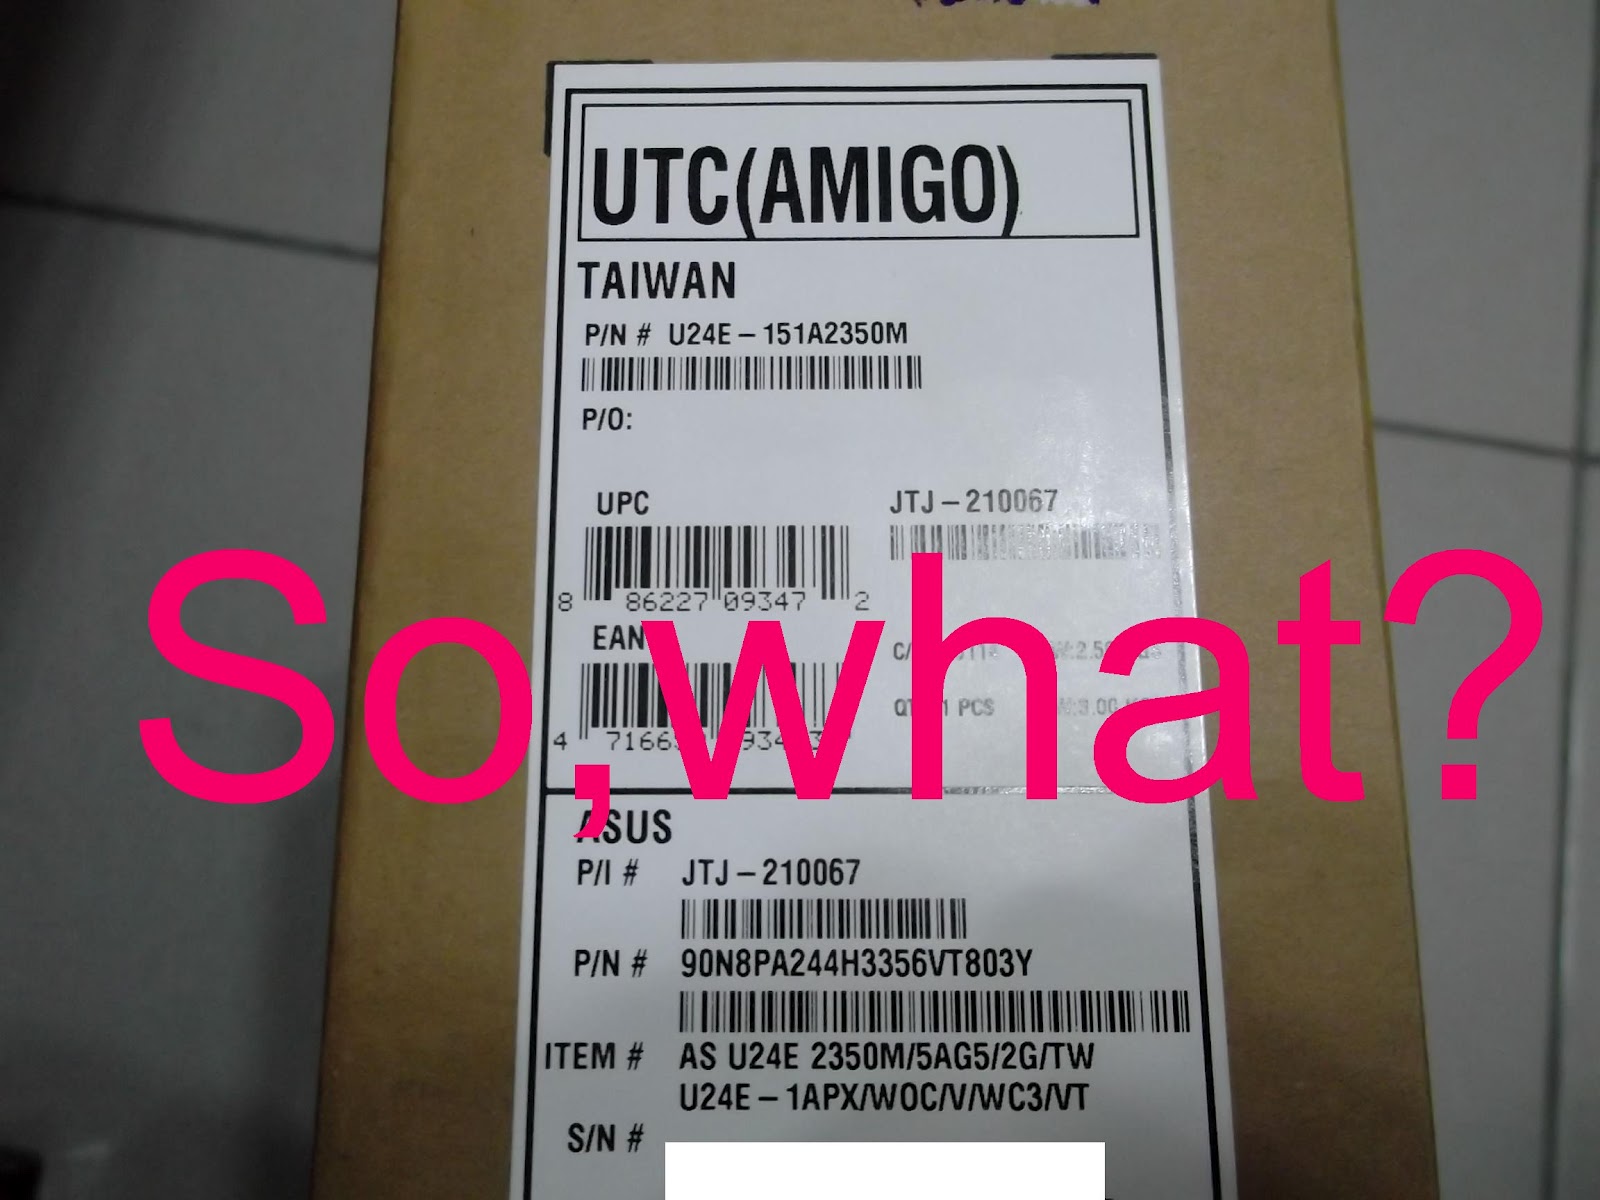 UTC(AMIGO)
TAIWAN
P/N # U24E-151A2350M
P/O:
UPC
JTJ-210067
8 86227 09347 2
EAN
QT 1 PCS
So,what?
ASUS
P/I # JTJ-210067
P/N # 90N8PA244H3356VT803Y
ITEM # AS U24E 2350M/5AG5/2G/TW
U24E-1APX/WOC/V/WC3/VT
S/N #